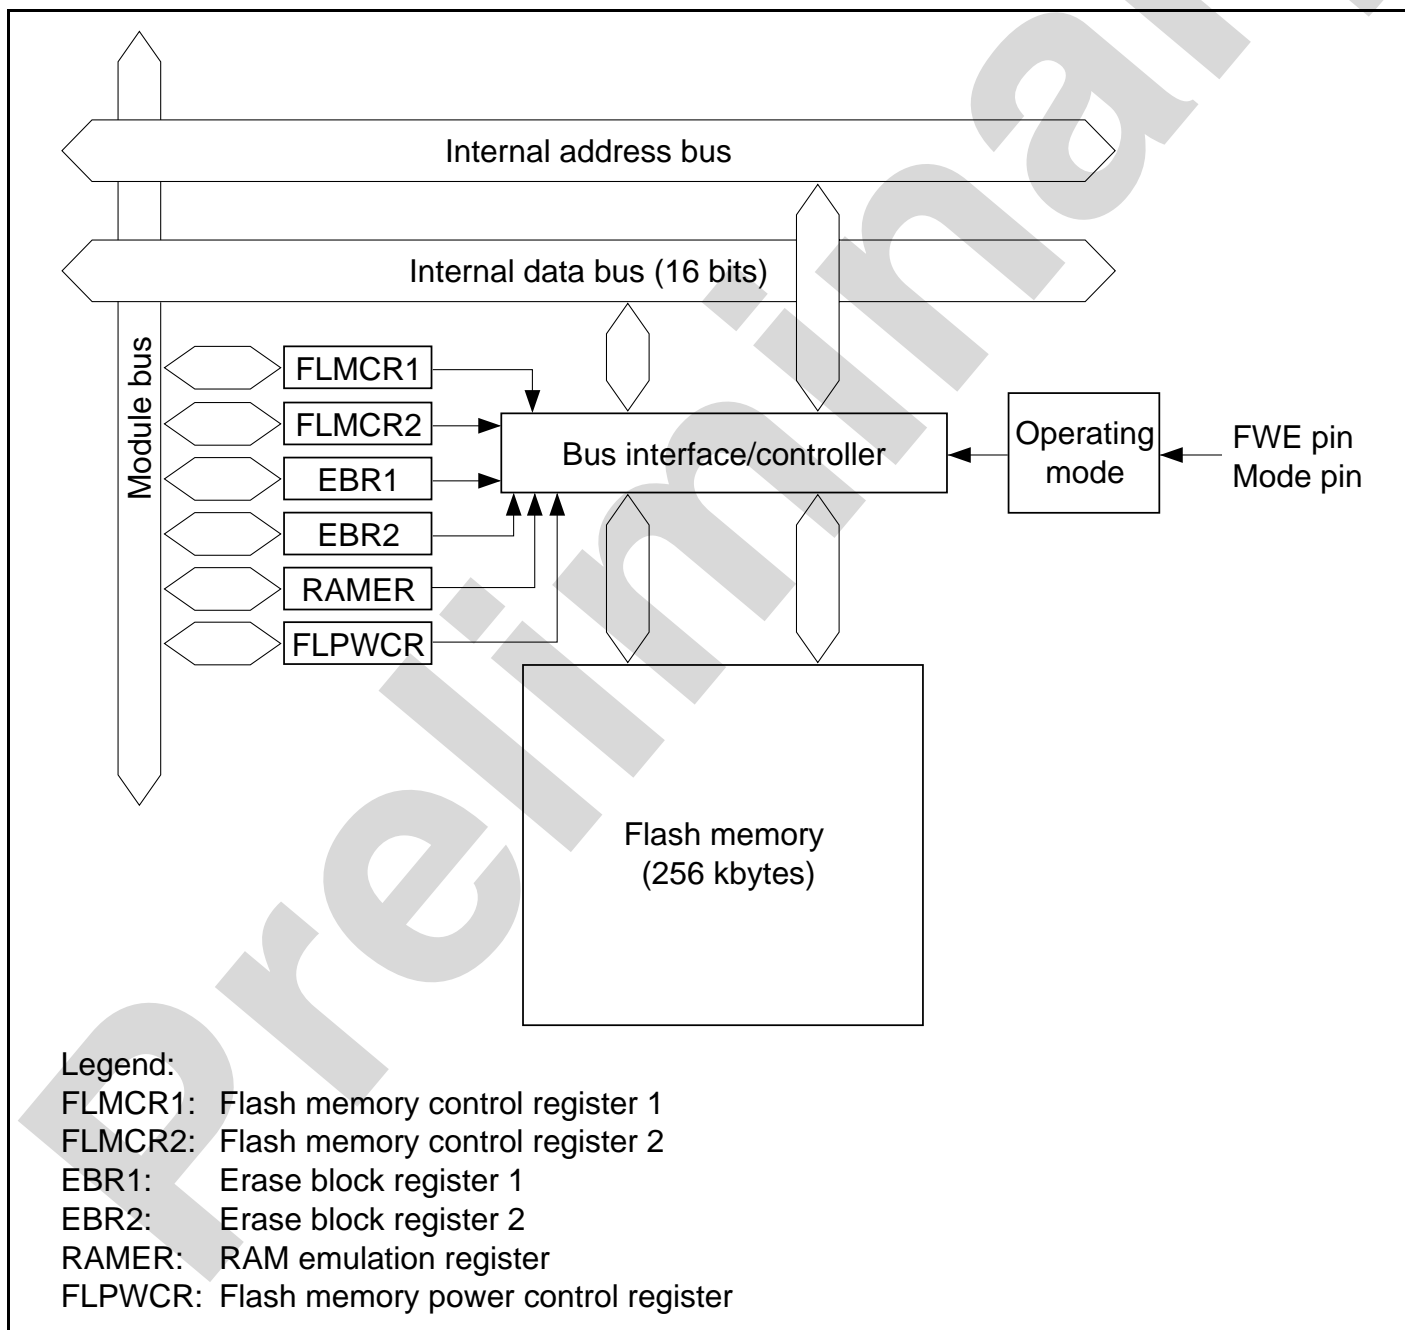 Internal address bus
Internal data bus (16 bits)
Module bus
FLMCR1
FLMCR2
EBR1
EBR2
RAMER
FLPWCR
Bus interface/controller
Operating
mode
FWE pin
Mode pin
Flash memory
(256 kbytes)
Legend:
FLMCR1: Flash memory control register 1
FLMCR2: Flash memory control register 2
EBR1: Erase block register 1
EBR2: Erase block register 2
RAMER: RAM emulation register
FLPWCR: Flash memory power control register
Preliminar